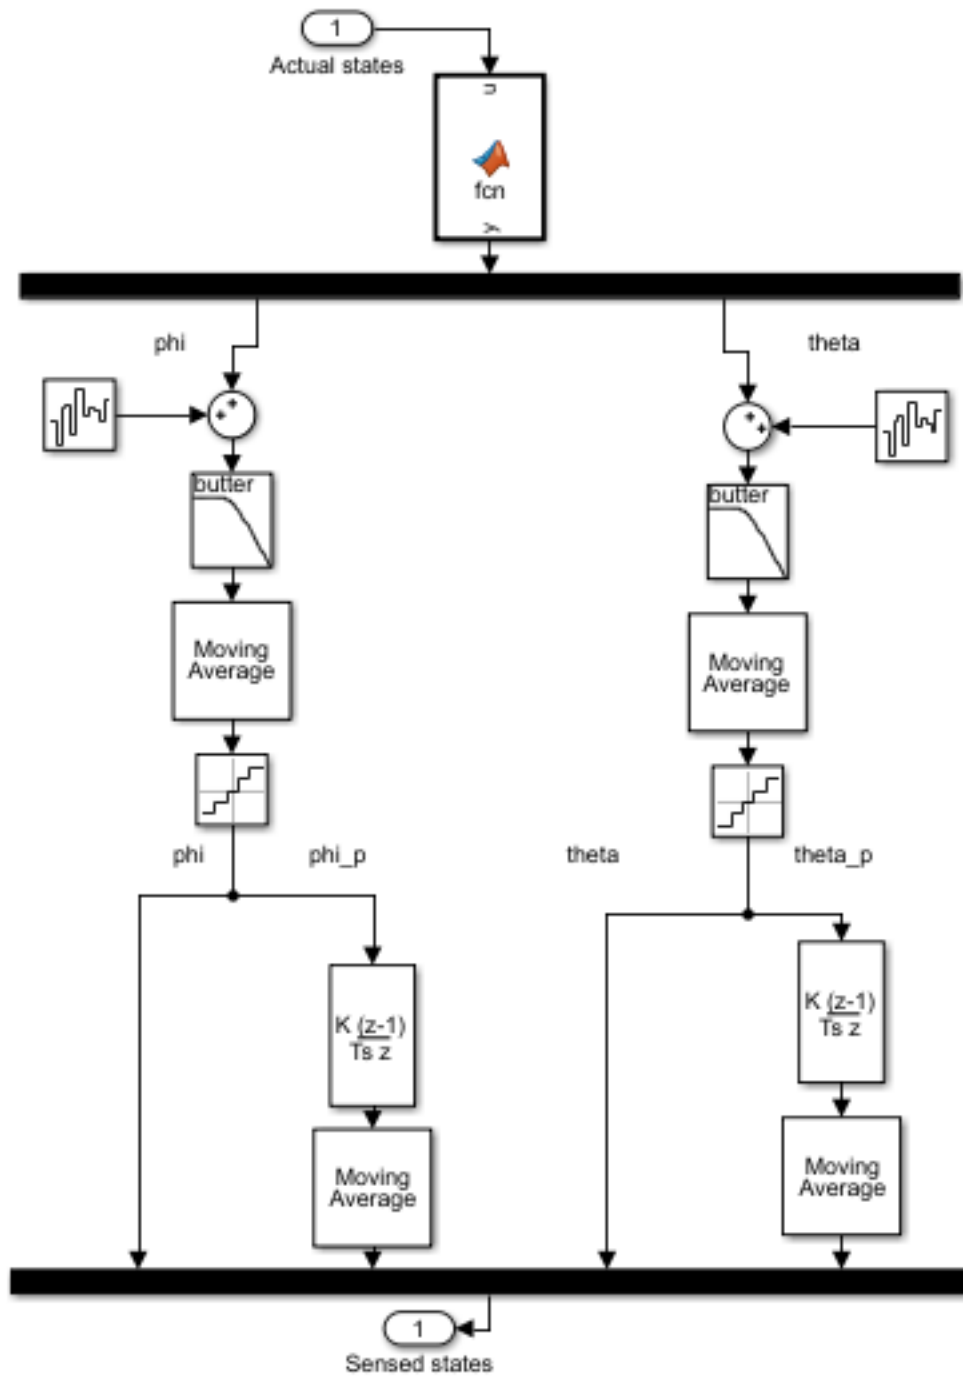 1
Actual states
u
fcn
y
phi
theta
butter
butter
Moving
Average
Moving
Average
phi
phi_p
theta
theta_p
K (z-1)
Ts z
K (z-1)
Ts z
Moving
Average
Moving
Average
1
Sensed states